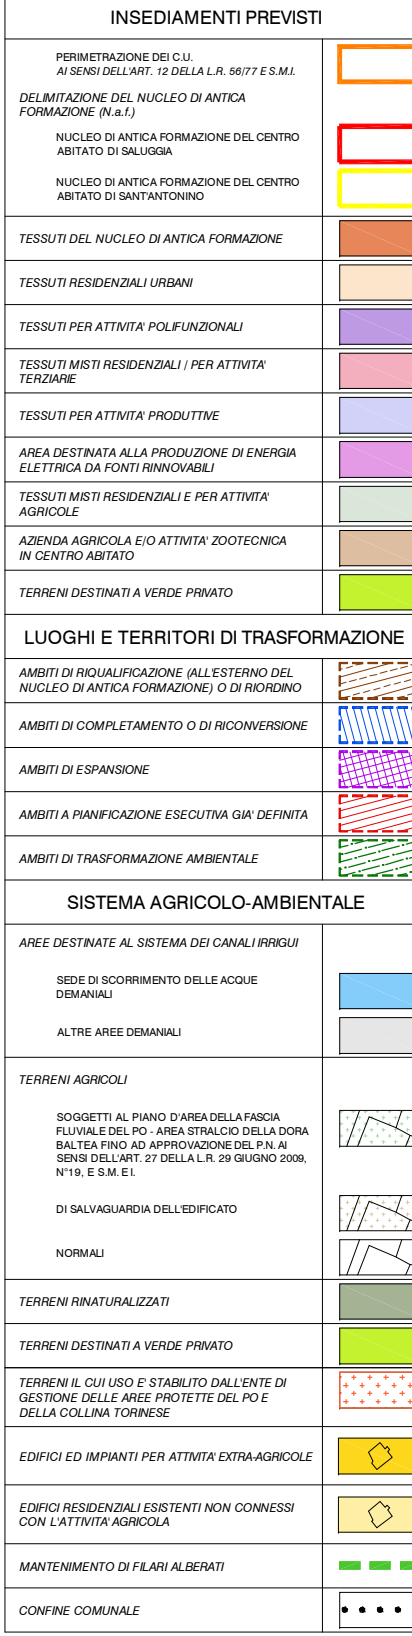 INSEDIAMENTI PREVISTI
PERIMETRAZIONE DEI C.U.
AI SENSI DELL'ART. 12 DELLA L.R. 56/77 E S.M.I.
DELIMITAZIONE DEL NUCLEO DI ANTICA
FORMAZIONE (N.a.f.)
NUCLEO DI ANTICA FORMAZIONE DEL CENTRO
ABITATO DI SALUGGIA
NUCLEO DI ANTICA FORMAZIONE DEL CENTRO
ABITATO DI SANT'ANTONINO
TESSUTI DEL NUCLEO DI ANTICA FORMAZIONE
TESSUTI RESIDENZIALI URBANI
TESSUTI PER ATTIVITA' POLIFUNZIONALI
TESSUTI MISTI RESIDENZIALI / PER ATTIVITA'
TERZIARIE
TESSUTI PER ATTIVITA' PRODUTTIVE
AREA DESTINATA ALLA PRODUZIONE DI ENERGIA
ELETTRICA DA FONTI RINNOVABILI
TESSUTI MISTI RESIDENZIALI E PER ATTIVITA'
AGRICOLE
AZIENDA AGRICOLA E/O ATTIVITA' ZOOTECNICA
IN CENTRO ABITATO
TERRENI DESTINATI A VERDE PRIVATO
LUOGHI E TERRITORI DI TRASFORMAZIONE
AMBITI DI RIQUALIFICAZIONE (ALL'ESTERNO DEL
NUCLEO DI ANTICA FORMAZIONE) O DI RIORDINO
AMBITI DI COMPLETAMENTO O DI RICONVERSIONE
AMBITI DI ESPANSIONE
AMBITI A PIANIFICAZIONE ESECUTIVA GIA' DEFINITA
AMBITI DI TRASFORMAZIONE AMBIENTALE
SISTEMA AGRICOLO-AMBIENTALE
AREE DESTINATE AL SISTEMA DEI CANALI IRRIGUI
SEDE DI SCORRIMENTO DELLE ACQUE
DEMANIALI
ALTRE AREE DEMANIALI
TERRENI AGRICOLI
SOGGETTI AL PIANO D'AREA DELLA FASCIA
FLUVIALE DEL PO - AREA STRALCIO DELLA DORA
BALTEA FINO AD APPROVAZIONE DEL P.N. AI
SENSI DELL'ART. 27 DELLA L.R. 29 GIUGNO 2009,
N°19, E S.M. E I.
DI SALVAGUARDIA DELL'EDIFICATO
NORMALI
TERRENI RINATURALIZZATI
TERRENI DESTINATI A VERDE PRIVATO
TERRENI IL CUI USO E' STABILITO DALL'ENTE DI
GESTIONE DELLE AREE PROTETTE DEL PO E
DELLA COLLINA TORINESE
EDIFICI ED IMPIANTI PER ATTIVITA' EXTRA-AGRICOLE
EDIFICI RESIDENZIALI ESISTENTI NON CONNESSI
CON L'ATTIVITA' AGRICOLA
MANTENIMENTO DI FILARI ALBERATI
CONFINE COMUNALE